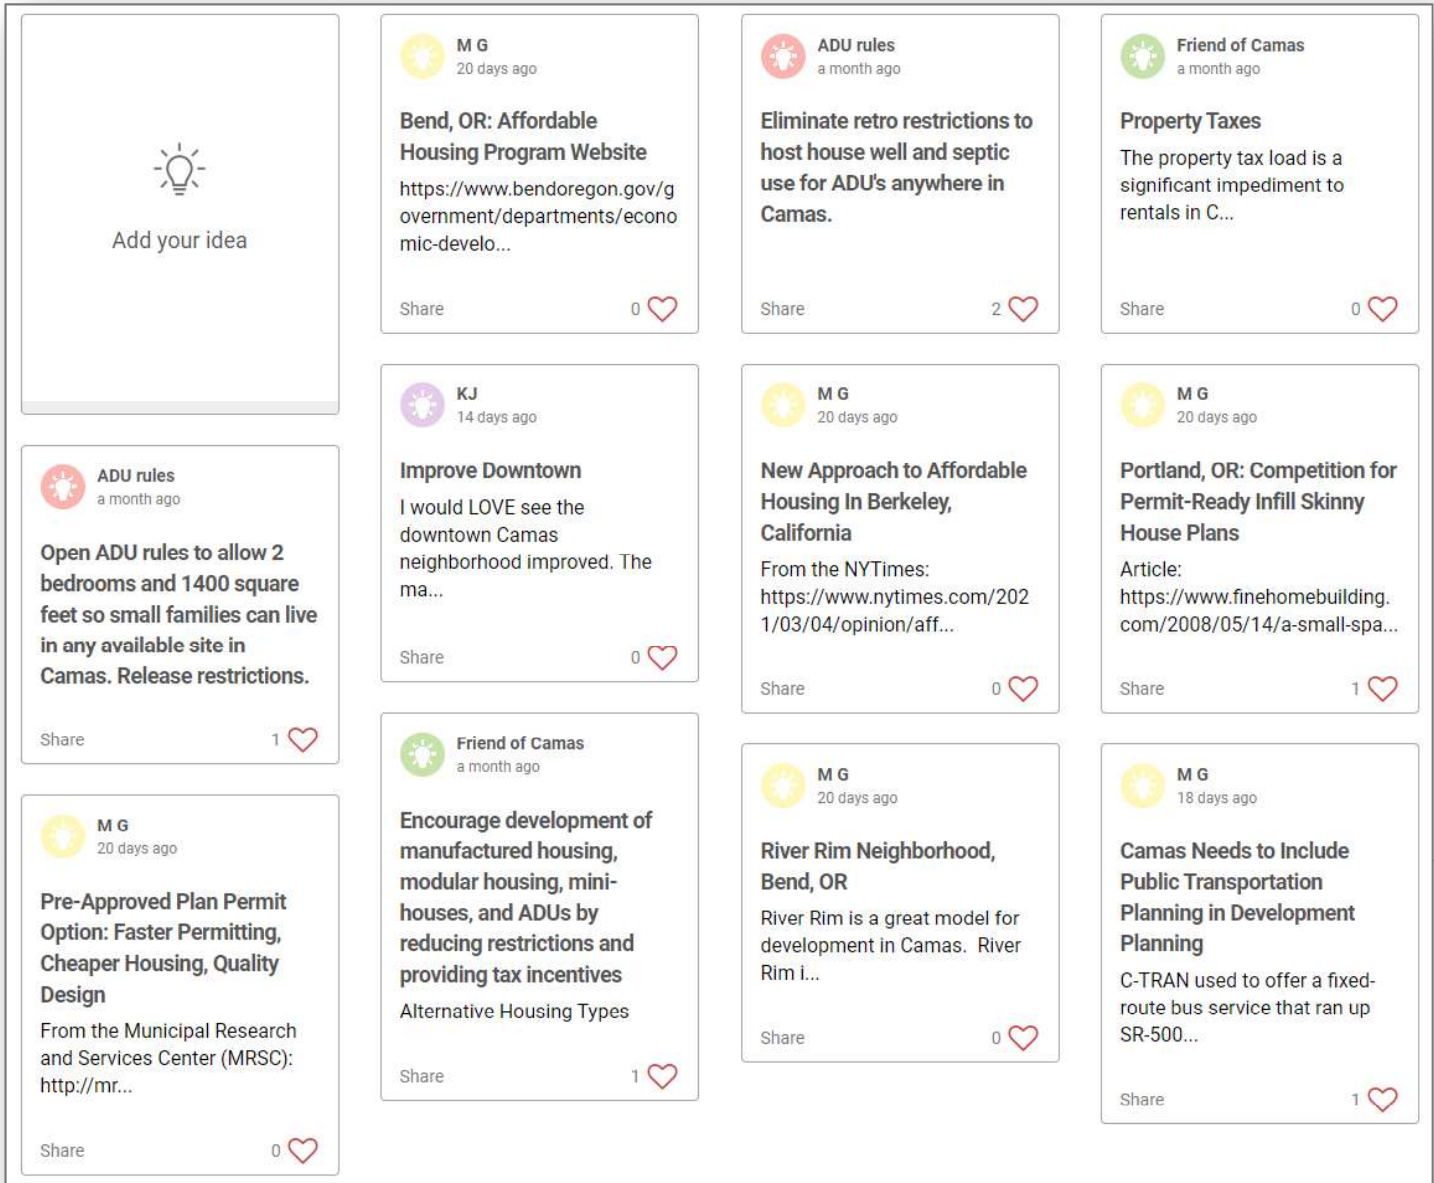 Add your idea
ADU rules
a month ago
Open ADU rules to allow 2
bedrooms and 1400 square
feet so small families can live
in any available site in
Camas. Release restrictions.
Share 1
M G
20 days ago
Pre-Approved Plan Permit
Option: Faster Permitting,
Cheaper Housing, Quality
Design
From the Municipal Research
and Services Center (MRSC):
http://mr...
Share 0
M G
20 days ago
Bend, OR: Affordable
Housing Program Website
https://www.bendoregon.gov/g
overnment/departments/econo
mic-develo...
Share 0
KJ
14 days ago
Improve Downtown
I would LOVE see the
downtown Camas
neighborhood improved. The
ma...
Share 0
Friend of Camas
a month ago
Encourage development of
manufactured housing,
modular housing, mini-
houses, and ADUs by
reducing restrictions and
providing tax incentives
Alternative Housing Types
Share 1
ADU rules
a month ago
Eliminate retro restrictions to
host house well and septic
use for ADU's anywhere in
Camas.
Share 2
M G
20 days ago
New Approach to Affordable
Housing In Berkeley,
California
From the NYTimes:
https://www.nytimes.com/202
1/03/04/opinion/aff...
Share 0
M G
20 days ago
River Rim Neighborhood,
Bend, OR
River Rim is a great model for
development in Camas.  River
Rim i...
Share 0
Friend of Camas
a month ago
Property Taxes
The property tax load is a
significant impediment to
rentals in C...
Share 0
M G
20 days ago
Portland, OR: Competition for
Permit-Ready Infill Skinny
House Plans
Article:
https://www.finehomebuilding.
com/2008/05/14/a-small-spa...
Share 1
M G
18 days ago
Camas Needs to Include
Public Transportation
Planning in Development
Planning
C-TRAN used to offer a fixed-
route bus service that ran up
SR-500...
Share 1